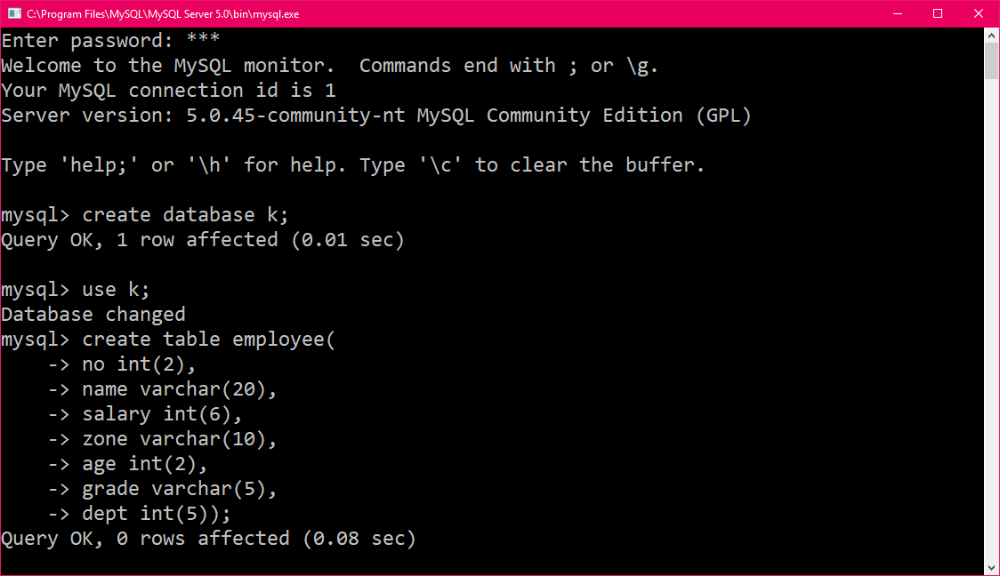 C:\Program Files\MySQL\MySQL Server 5.0\bin\mysql.exe
Enter password: ***
Welcome to the MySQL monitor.  Commands end with ; or \g.
Your MySQL connection id is 1
Server version: 5.0.45-community-nt MySQL Community Edition (GPL)
Type 'help;' or '\h' for help. Type '\c' to clear the buffer.
mysql> create database k;
Query OK, 1 row affected (0.01 sec)
mysql> use k;
Database changed
mysql> create table employee(
    -> no int(2),
    -> name varchar(20),
    -> salary int(6),
    -> zone varchar(10),
    -> age int(2),
    -> grade varchar(5),
    -> dept int(5));
Query OK, 0 rows affected (0.08 sec)